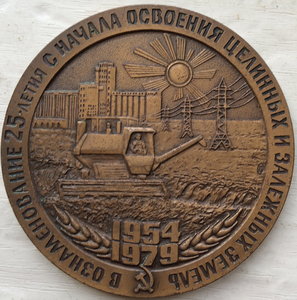 В ОЗНАМЕНОВАНИЕ 25-ЛЕТИЯ С НАЧАЛА ОСВОЕНИЯ ЦЕЛИННЫХ И ЗАЛЕЖНЫХ ЗЕМЕЛЬ
1954
1979